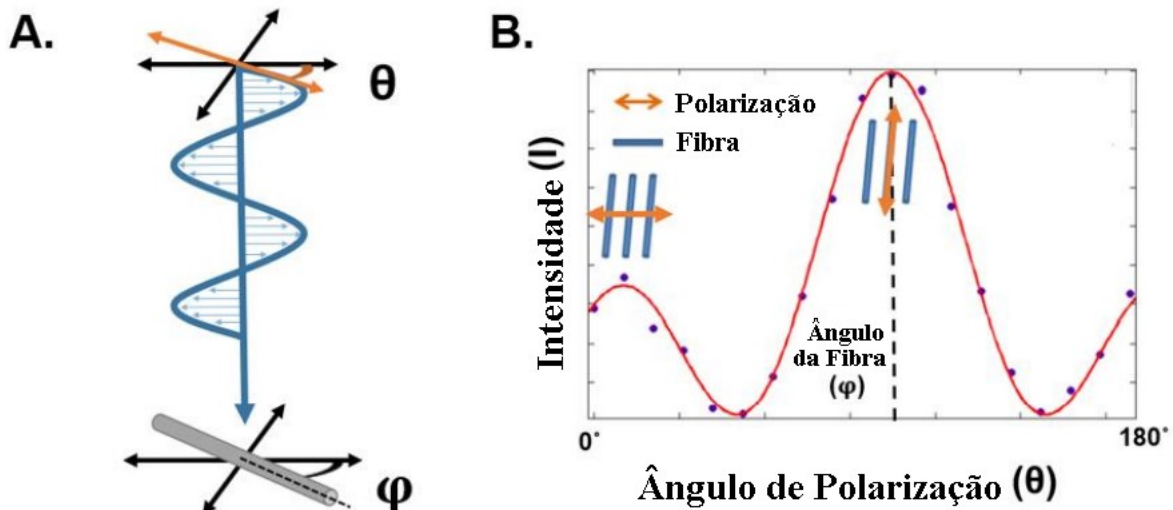 A.
θ
φ
B.
Polarização
Fibra
Intensidade (I)
Ângulo
da Fibra
(φ)
0°
180°
Ângulo de Polarização (θ)